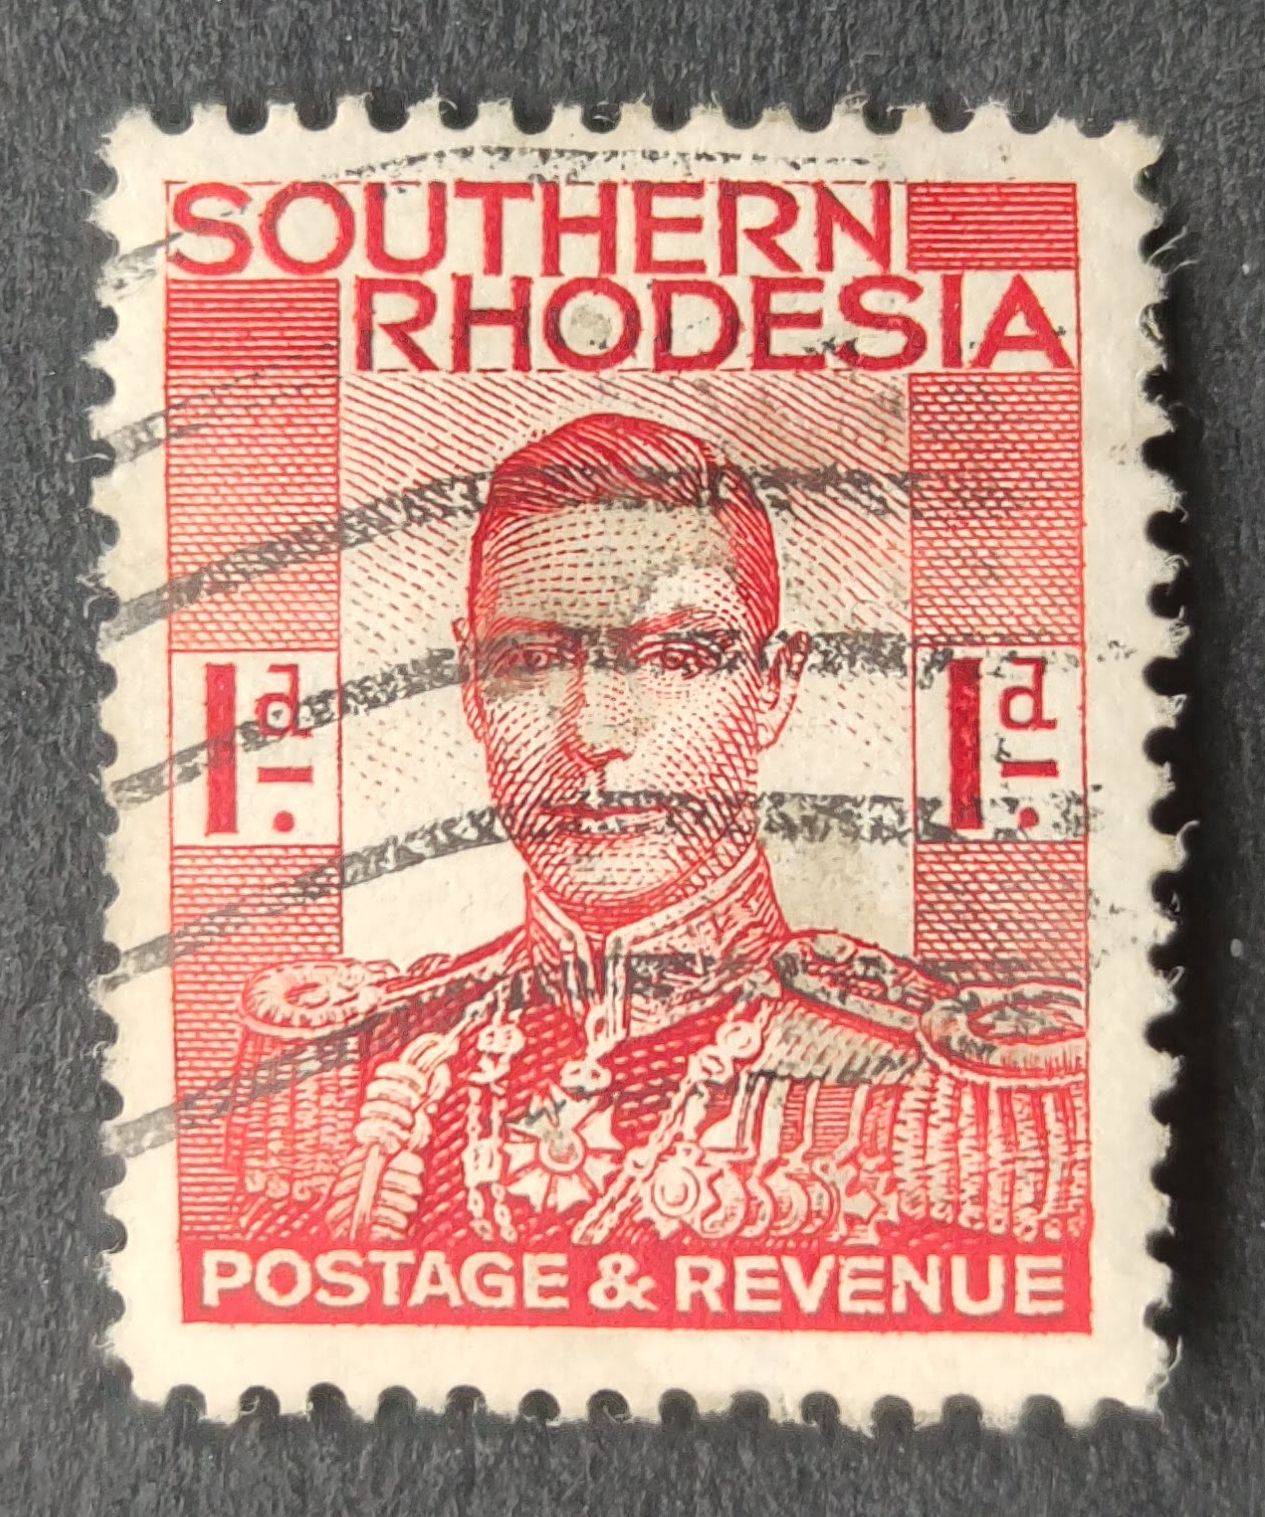 SOUTHERN
RHODESIA
1d. 1d.
POSTAGE & REVENUE